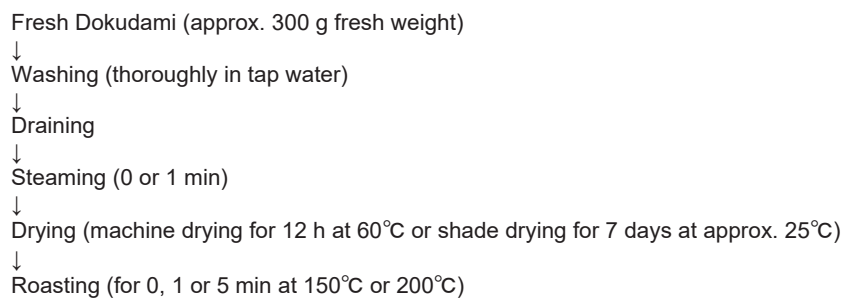 Fresh Dokudami (approx. 300 g fresh weight)
↓
Washing (thoroughly in tap water)
↓
Draining
↓
Steaming (0 or 1 min)
↓
Drying (machine drying for 12 h at 60℃ or shade drying for 7 days at approx. 25℃)
↓
Roasting (for 0, 1 or 5 min at 150℃ or 200℃)